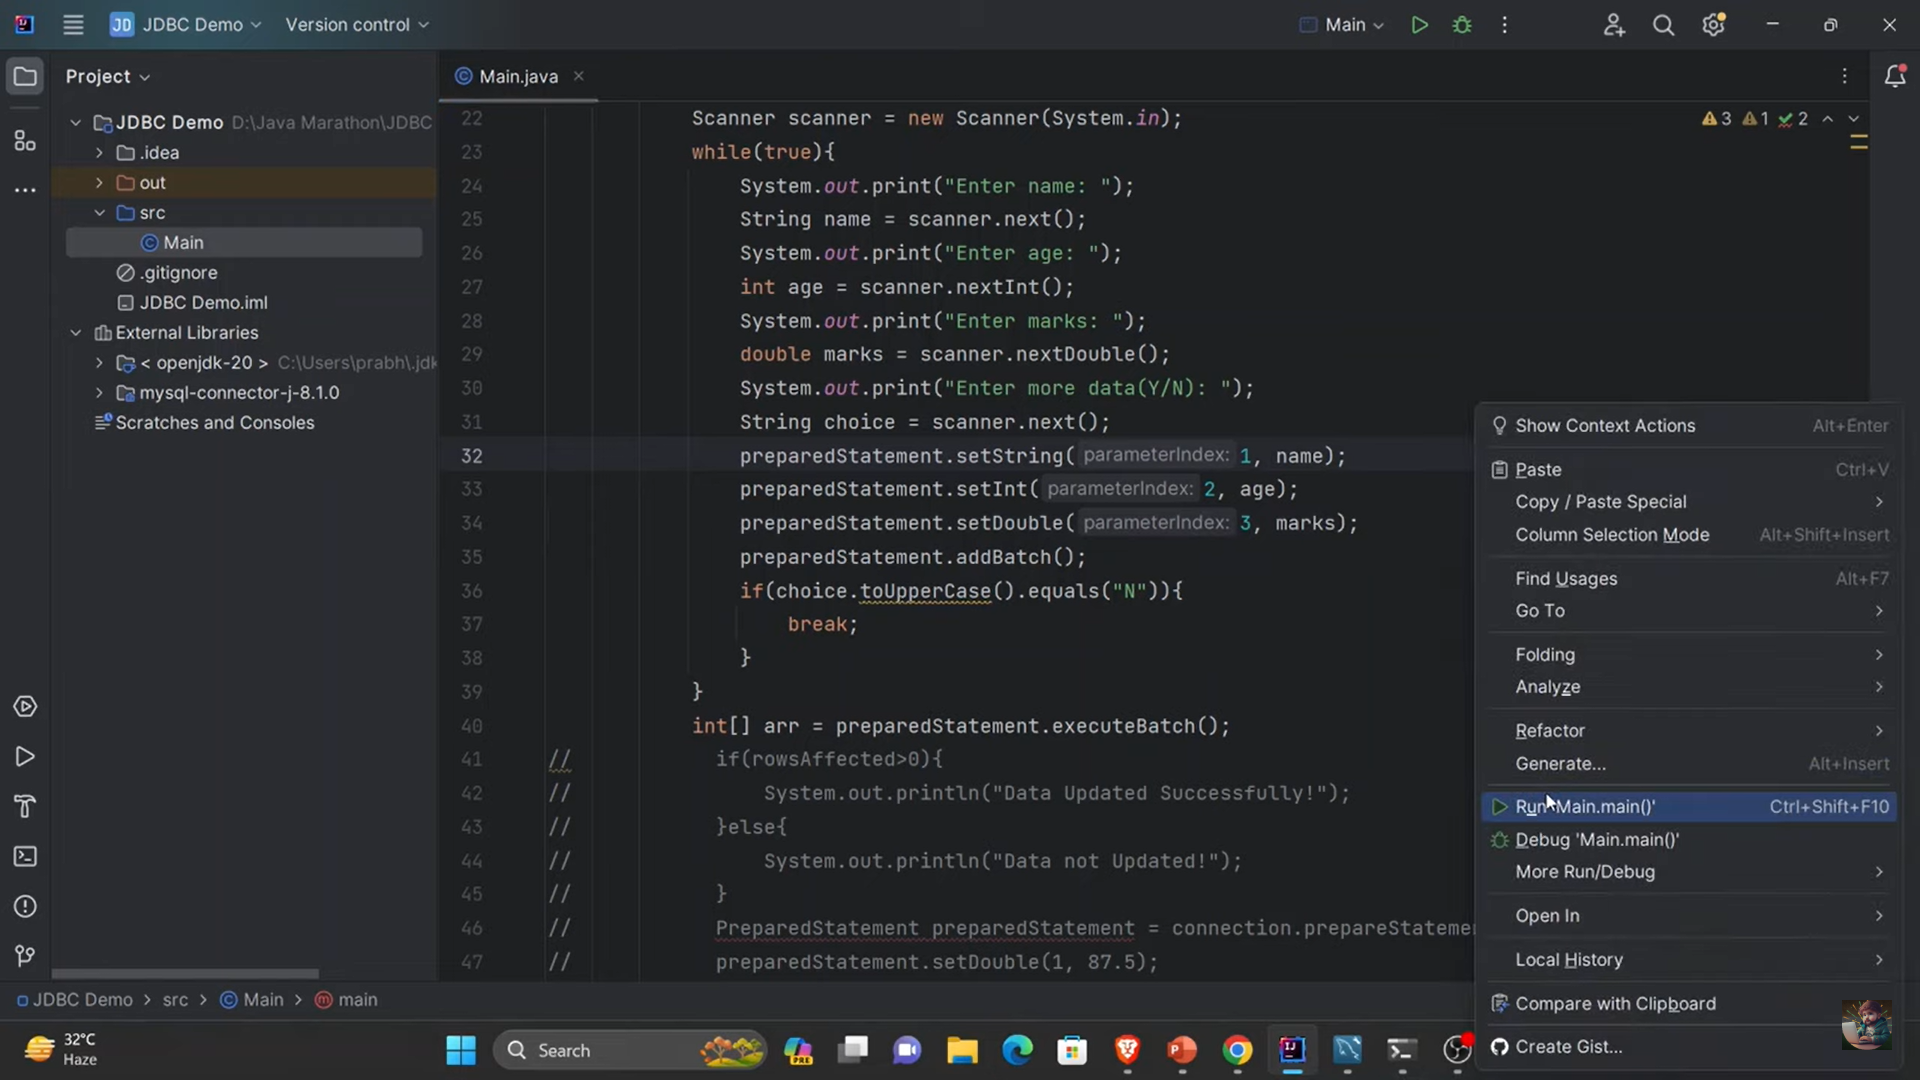 JD JDBC Demo Version control Main
Project
JDBC Demo D:\Java Marathon\JDBC
.idea
out
src
Main
.gitignore
JDBC Demo.iml
External Libraries
< openjdk-20 > C:\Users\prabh\.jdk
mysql-connector-j-8.1.0
Scratches and Consoles
Main.java
3 1 2
22 Scanner scanner = new Scanner(System.in);
23 while(true){
24 System.out.print("Enter name: ");
25 String name = scanner.next();
26 System.out.print("Enter age: ");
27 int age = scanner.nextInt();
28 System.out.print("Enter marks: ");
29 double marks = scanner.nextDouble();
30 System.out.print("Enter more data(Y/N): ");
31 String choice = scanner.next();
32 preparedStatement.setString( parameterIndex: 1, name);
33 preparedStatement.setInt( parameterIndex: 2, age);
34 preparedStatement.setDouble( parameterIndex: 3, marks);
35 preparedStatement.addBatch();
36 if(choice.toUpperCase().equals("N")){
37 break;
38 }
39 }
40 int[] arr = preparedStatement.executeBatch();
41 // if(rowsAffected>0){
42 // System.out.println("Data Updated Successfully!");
43 // }else{
44 // System.out.println("Data not Updated!");
45 // }
46 // PreparedStatement preparedStatement = connection.prepareStatemen
47 // preparedStatement.setDouble(1, 87.5);
Show Context Actions Alt+Enter
Paste Ctrl+V
Copy / Paste Special
Column Selection Mode Alt+Shift+Insert
Find Usages Alt+F7
Go To
Folding
Analyze
Refactor
Generate... Alt+Insert
Run 'Main.main()' Ctrl+Shift+F10
Debug 'Main.main()'
More Run/Debug
Open In
Local History
Compare with Clipboard
Create Gist...
JDBC Demo > src > Main > main
32°C
Haze
Search
PRE